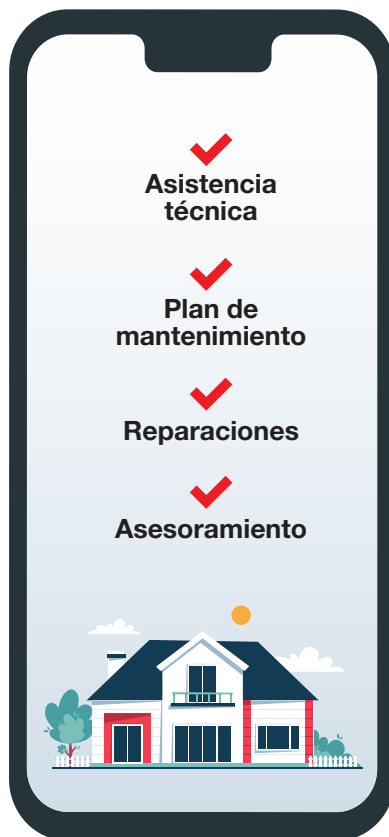 Asistencia
técnica
Plan de
mantenimiento
Reparaciones
Asesoramiento